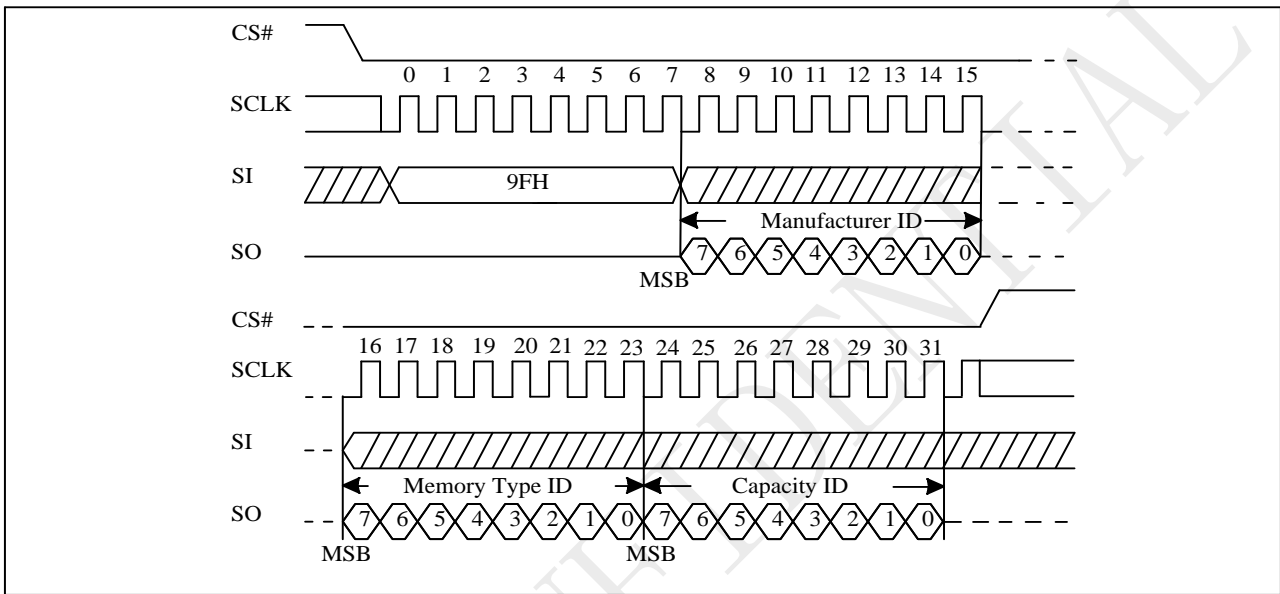 CS#
0 1 2 3 4 5 6 7 8 9 10 11 12 13 14 15
SCLK
SI 9FH
Manufacturer ID
SO 7 6 5 4 3 2 1 0
MSB
CS#
16 17 18 19 20 21 22 23 24 25 26 27 28 29 30 31
SCLK
SI
Memory Type ID Capacity ID
SO 7 6 5 4 3 2 1 0 7 6 5 4 3 2 1 0
MSB MSB